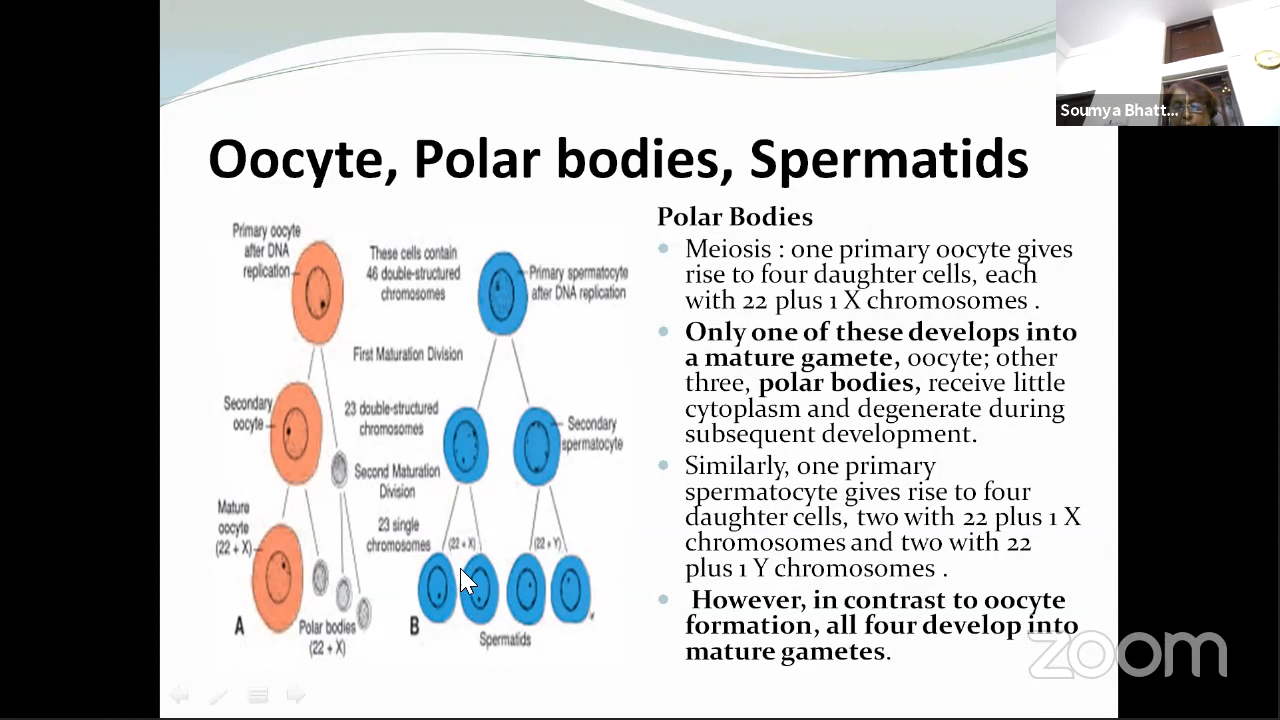 Soumya Bhatt...
Oocyte, Polar bodies, Spermatids
Primary oocyte
after DNA
replication
These cells contain
46 double-structured
chromosomes
Primary spermatocyte
after DNA replication
First Maturation Division
Secondary
oocyte
23 double-structured
chromosomes
Secondary
spermatocyte
Second Maturation
Division
Mature
oocyte
(22 + X)
23 single
chromosomes
(22 + X)
(22 + Y)
A
Polar bodies
(22 + X)
B
Spermatids
Polar Bodies
Meiosis : one primary oocyte gives
rise to four daughter cells, each
with 22 plus 1 X chromosomes .
Only one of these develops into
a mature gamete, oocyte; other
three, polar bodies, receive little
cytoplasm and degenerate during
subsequent development.
Similarly, one primary
spermatocyte gives rise to four
daughter cells, two with 22 plus 1 X
chromosomes and two with 22
plus 1 Y chromosomes .
However, in contrast to oocyte
formation, all four develop into
mature gametes.
zoom